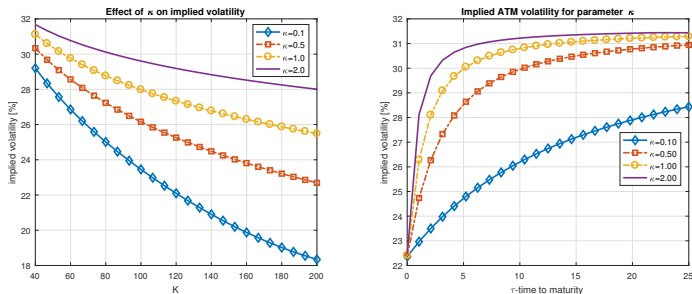 Effect of κ on implied volatility
implied volatility [%]
32
30
28
26
24
22
20
18
40
60
80
100
120
140
160
180
200
K
κ=0.1
κ=0.5
κ=1.0
κ=2.0
Implied ATM volatility for parameter κ
implied volatility [%]
32
31
30
29
28
27
26
25
24
23
22
0
5
10
15
20
25
τ-time to maturity
κ=0.10
κ=0.50
κ=1.00
κ=2.00